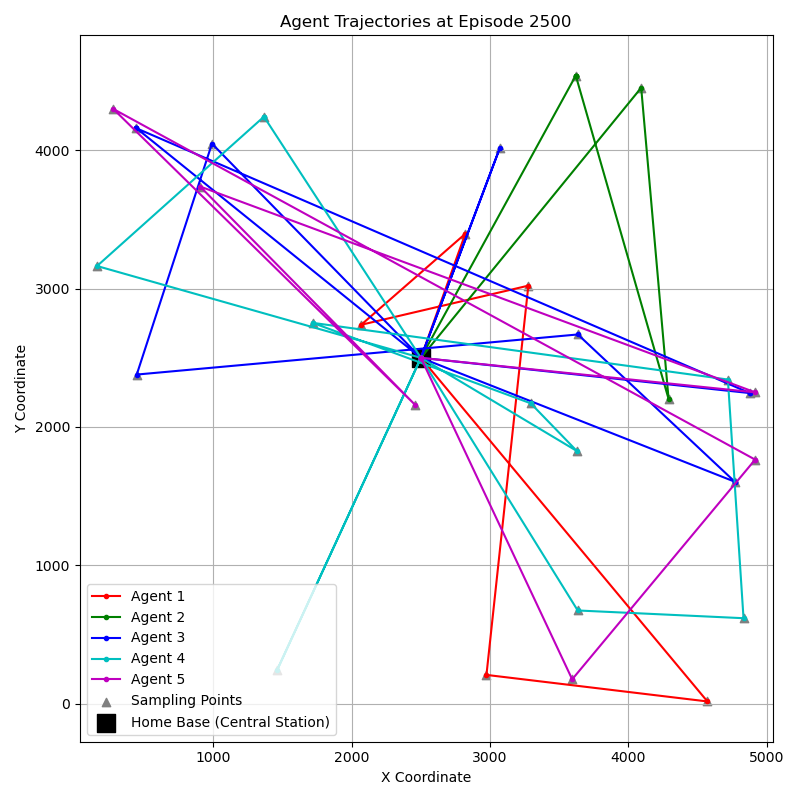 Agent Trajectories at Episode 2500
Y Coordinate
4000
3000
2000
1000
0
Agent 1
Agent 2
Agent 3
Agent 4
Agent 5
Sampling Points
Home Base (Central Station)
1000 2000 3000 4000 5000
X Coordinate